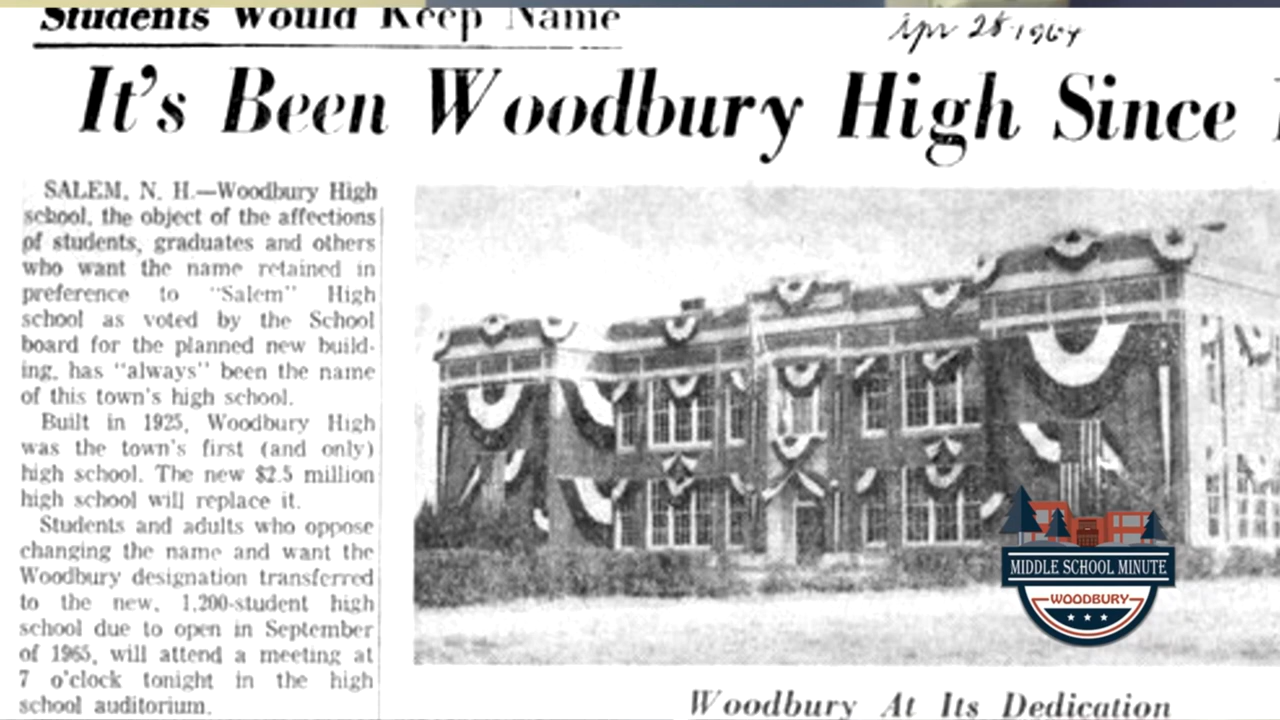 Students Would Keep Name
Apr 28 1964
It's Been Woodbury High Since
SALEM, N. H.—Woodbury High
school, the object of the affections
of students, graduates and others
who want the name retained in
preference to "Salem" High
school as voted by the School
board for the planned new build-
ing, has "always" been the name
of this town's high school.
Built in 1925, Woodbury High
was the town's first (and only)
high school. The new $2.5 million
high school will replace it.
Students and adults who oppose
changing the name and want the
Woodbury designation transferred
to the new, 1,200-student high
school due to open in September
of 1965, will attend a meeting at
7 o'clock tonight in the high
school auditorium.
MIDDLE SCHOOL MINUTE
WOODBURY
Woodbury At Its Dedication